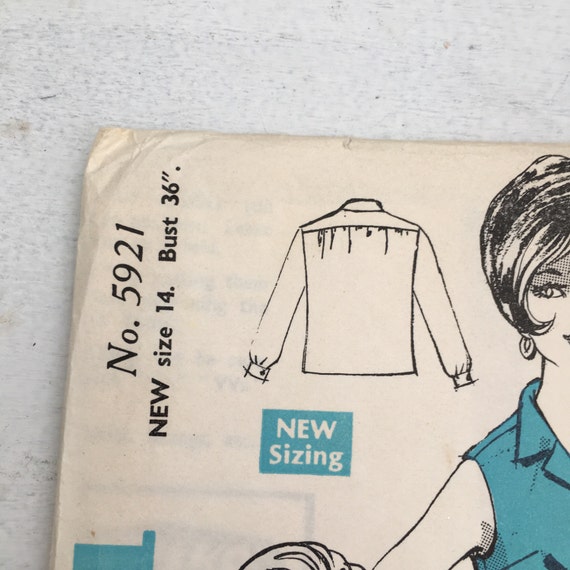 No. 5921
NEW size 14. Bust 36".
NEW
Sizing